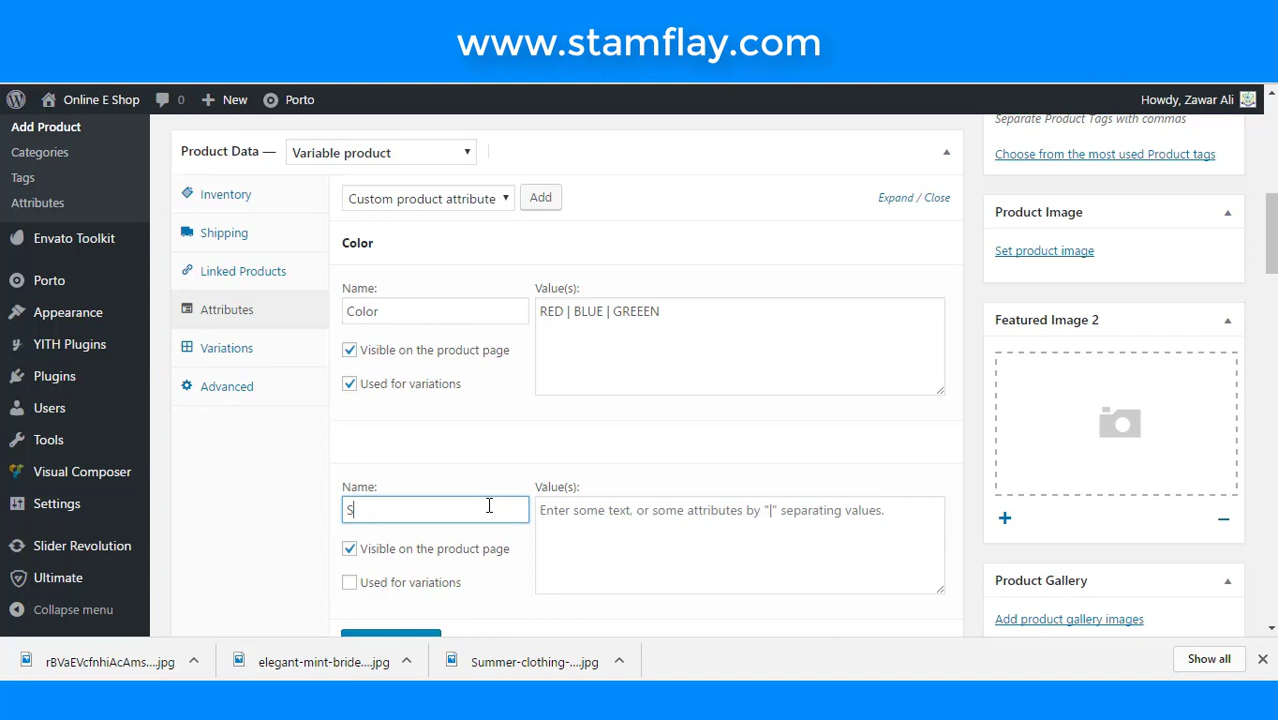 www.stamflay.com
Online E Shop 0 New Porto Howdy, Zawar Ali
Add Product
Categories
Tags
Attributes
Envato Toolkit
Porto
Appearance
YITH Plugins
Plugins
Users
Tools
Visual Composer
Settings
Slider Revolution
Ultimate
Collapse menu
Product Data — Variable product
Inventory
Shipping
Linked Products
Attributes
Variations
Advanced
Custom product attribute Add Expand / Close
Color
Name: Value(s):
Color RED | BLUE | GREEEN
Visible on the product page
Used for variations
Name: Value(s):
S Enter some text, or some attributes by "|" separating values.
Visible on the product page
Used for variations
Separate Product Tags with commas
Choose from the most used Product tags
Product Image
Set product image
Featured Image 2
Product Gallery
Add product gallery images
rBVaEVcfnhiAcAms....jpg elegant-mint-bride....jpg Summer-clothing-....jpg Show all